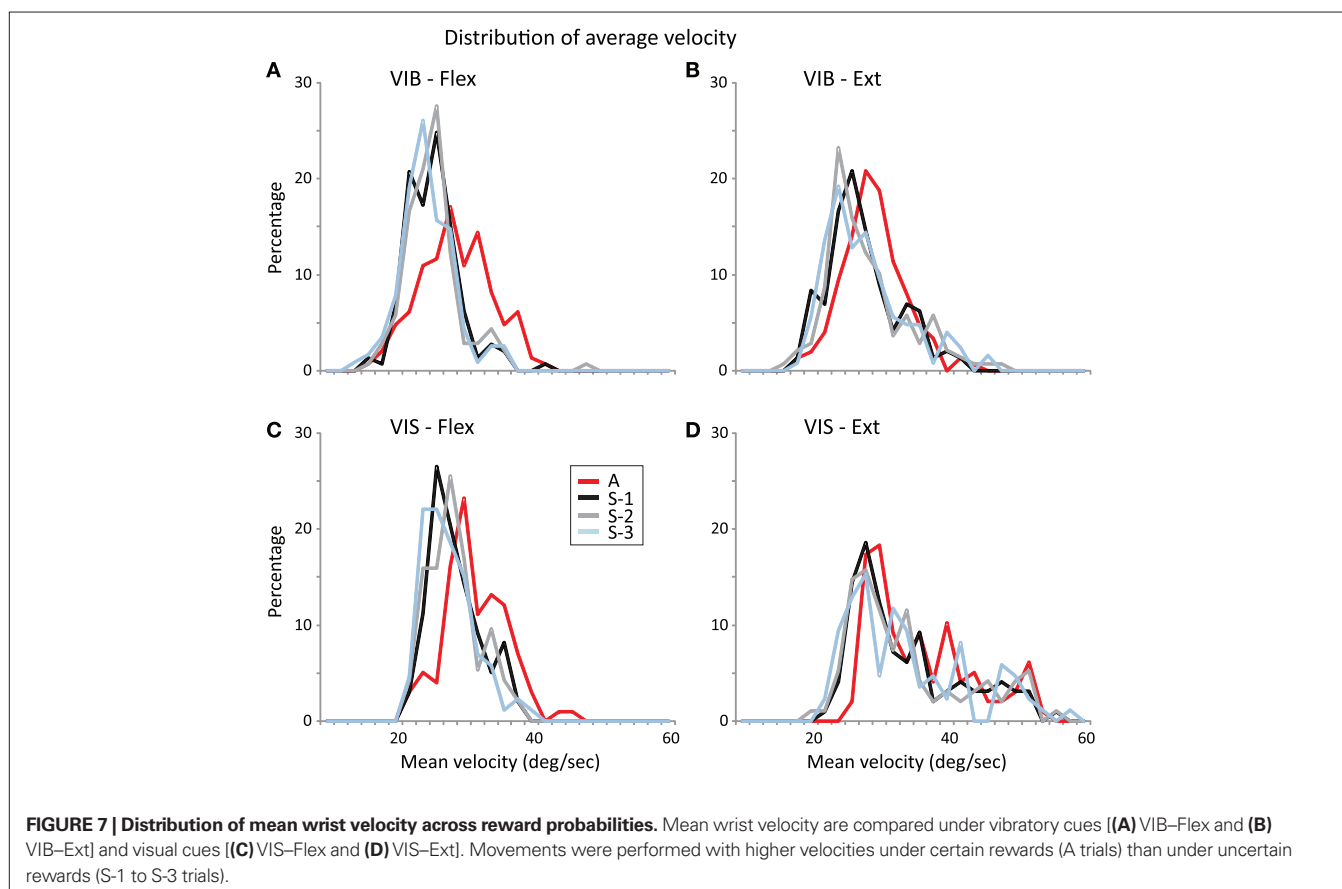 Distribution of average velocity
A
VIB - Flex
30
20
10
0
Percentage
B
VIB - Ext
30
20
10
0
C
VIS - Flex
30
20
10
0
Percentage
A
S-1
S-2
S-3
20
40
60
Mean velocity (deg/sec)
D
VIS - Ext
30
20
10
0
20
40
60
Mean velocity (deg/sec)
FIGURE 7 | Distribution of mean wrist velocity across reward probabilities. Mean wrist velocity are compared under vibratory cues [(A) VIB–Flex and (B)
VIB–Ext] and visual cues [(C) VIS–Flex and (D) VIS–Ext]. Movements were performed with higher velocities under certain rewards (A trials) than under uncertain
rewards (S-1 to S-3 trials).